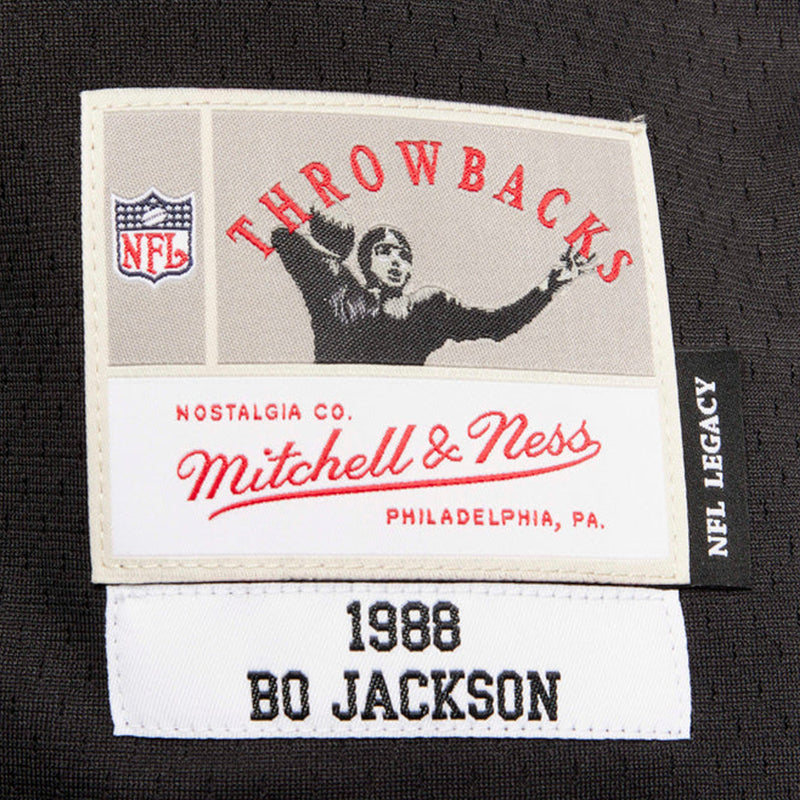 THROWBACKS
NFL
NOSTALGIA CO.
Mitchell & Ness
PHILADELPHIA, PA.
NFL LEGACY
1988
BO JACKSON